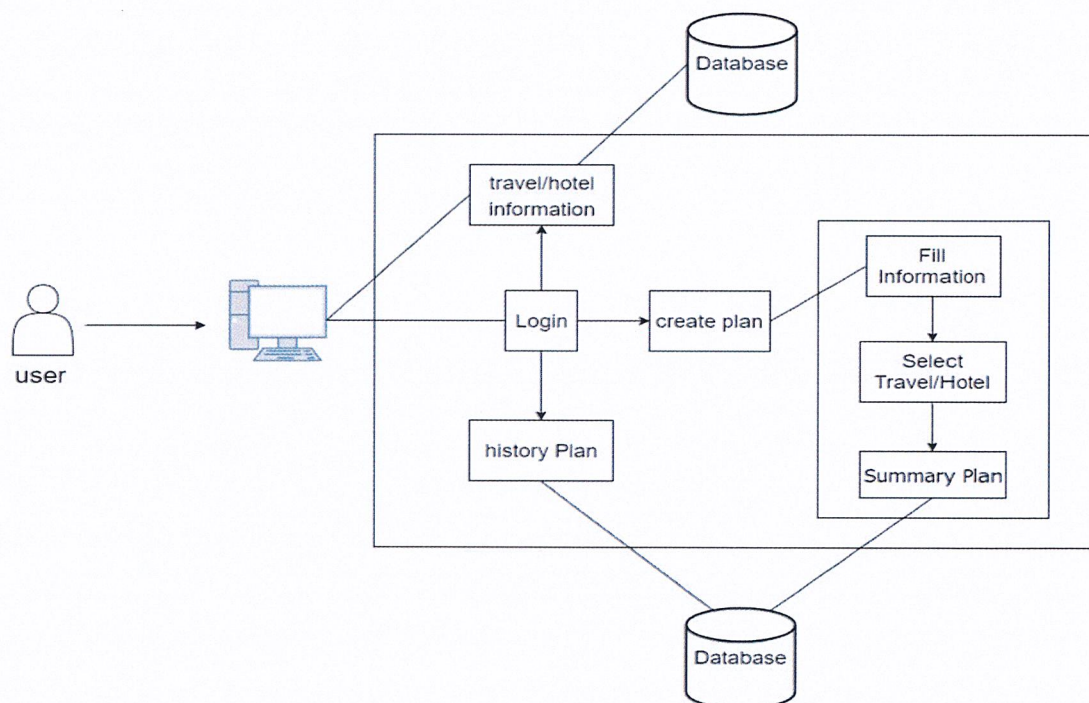 Database
travel/hotel
information
Fill
Information
Login
create plan
user
Select
Travel/Hotel
history Plan
Summary Plan
Database